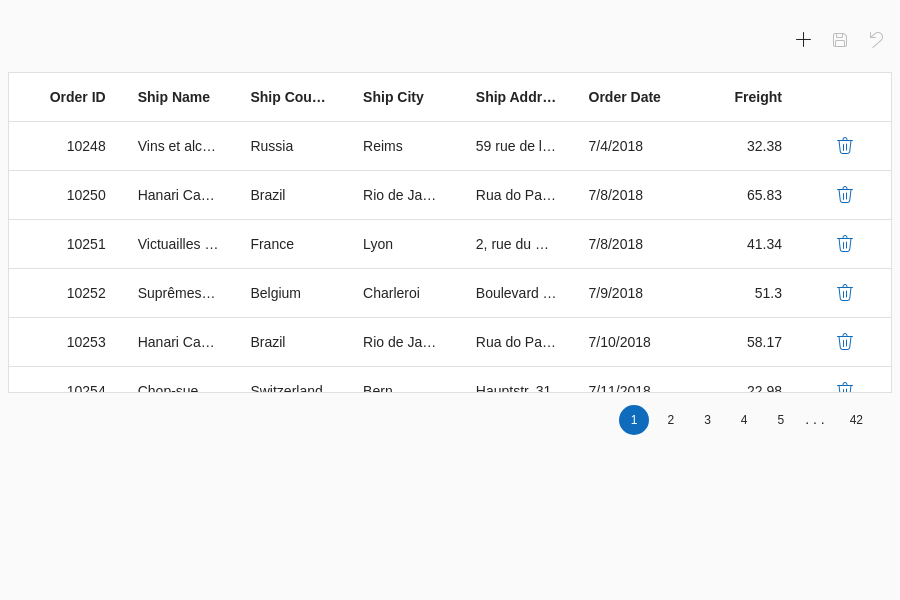 Order ID Ship Name Ship Cou… Ship City Ship Addr… Order Date Freight
10248 Vins et alc… Russia Reims 59 rue de l… 7/4/2018 32.38
10250 Hanari Ca… Brazil Rio de Ja… Rua do Pa… 7/8/2018 65.83
10251 Victuailles … France Lyon 2, rue du … 7/8/2018 41.34
10252 Suprêmes… Belgium Charleroi Boulevard … 7/9/2018 51.3
10253 Hanari Ca… Brazil Rio de Ja… Rua do Pa… 7/10/2018 58.17
10254 Chop-sue… Switzerland Bern Hauptstr. 31 7/11/2018 22.98
1 2 3 4 5 ... 42